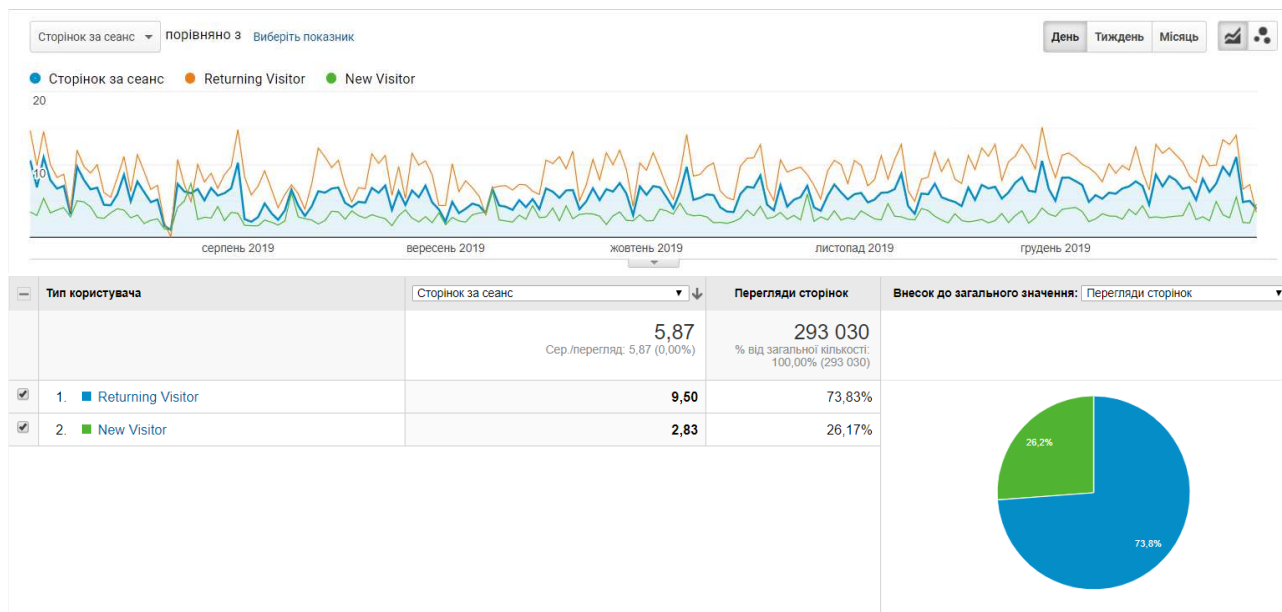 Сторінок за сеанс порівняно з Виберіть показник День Тиждень Місяць
Сторінок за сеанс Returning Visitor New Visitor
20
10
серпень 2019 вересень 2019 жовтень 2019 листопад 2019 грудень 2019
Тип користувача Сторінок за сеанс Перегляди сторінок Внесок до загального значення: Перегляди сторінок
5,87 293 030
Сер./перегляд: 5,87 (0,00%) % від загальної кількості:
100,00% (293 030)
1. Returning Visitor 9,50 73,83%
2. New Visitor 2,83 26,17%
26,2%
73,8%